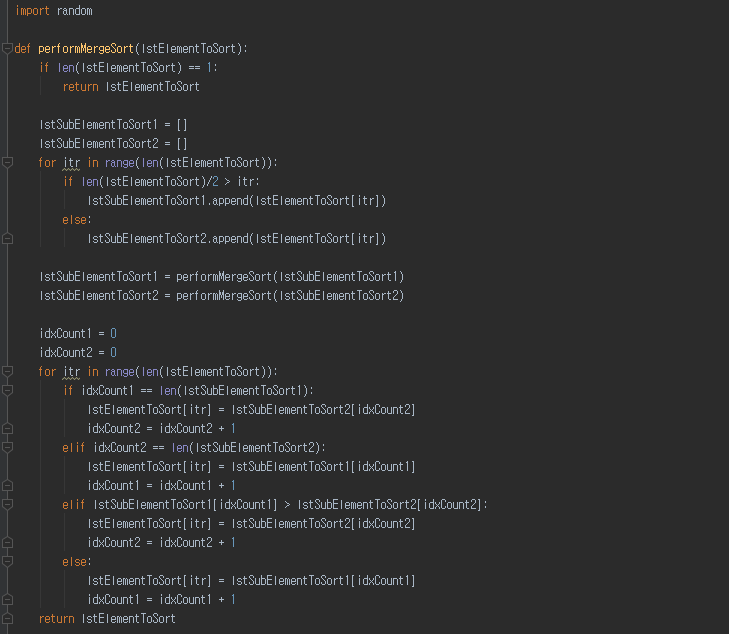 import random
def performMergeSort(lstElementToSort):
    if len(lstElementToSort) == 1:
        return lstElementToSort
    lstSubElementToSort1 = []
    lstSubElementToSort2 = []
    for itr in range(len(lstElementToSort)):
        if len(lstElementToSort)/2 > itr:
            lstSubElementToSort1.append(lstElementToSort[itr])
        else:
            lstSubElementToSort2.append(lstElementToSort[itr])
    lstSubElementToSort1 = performMergeSort(lstSubElementToSort1)
    lstSubElementToSort2 = performMergeSort(lstSubElementToSort2)
    idxCount1 = 0
    idxCount2 = 0
    for itr in range(len(lstElementToSort)):
        if idxCount1 == len(lstSubElementToSort1):
            lstElementToSort[itr] = lstSubElementToSort2[idxCount2]
            idxCount2 = idxCount2 + 1
        elif idxCount2 == len(lstSubElementToSort2):
            lstElementToSort[itr] = lstSubElementToSort1[idxCount1]
            idxCount1 = idxCount1 + 1
        elif lstSubElementToSort1[idxCount1] > lstSubElementToSort2[idxCount2]:
            lstElementToSort[itr] = lstSubElementToSort2[idxCount2]
            idxCount2 = idxCount2 + 1
        else:
            lstElementToSort[itr] = lstSubElementToSort1[idxCount1]
            idxCount1 = idxCount1 + 1
    return lstElementToSort